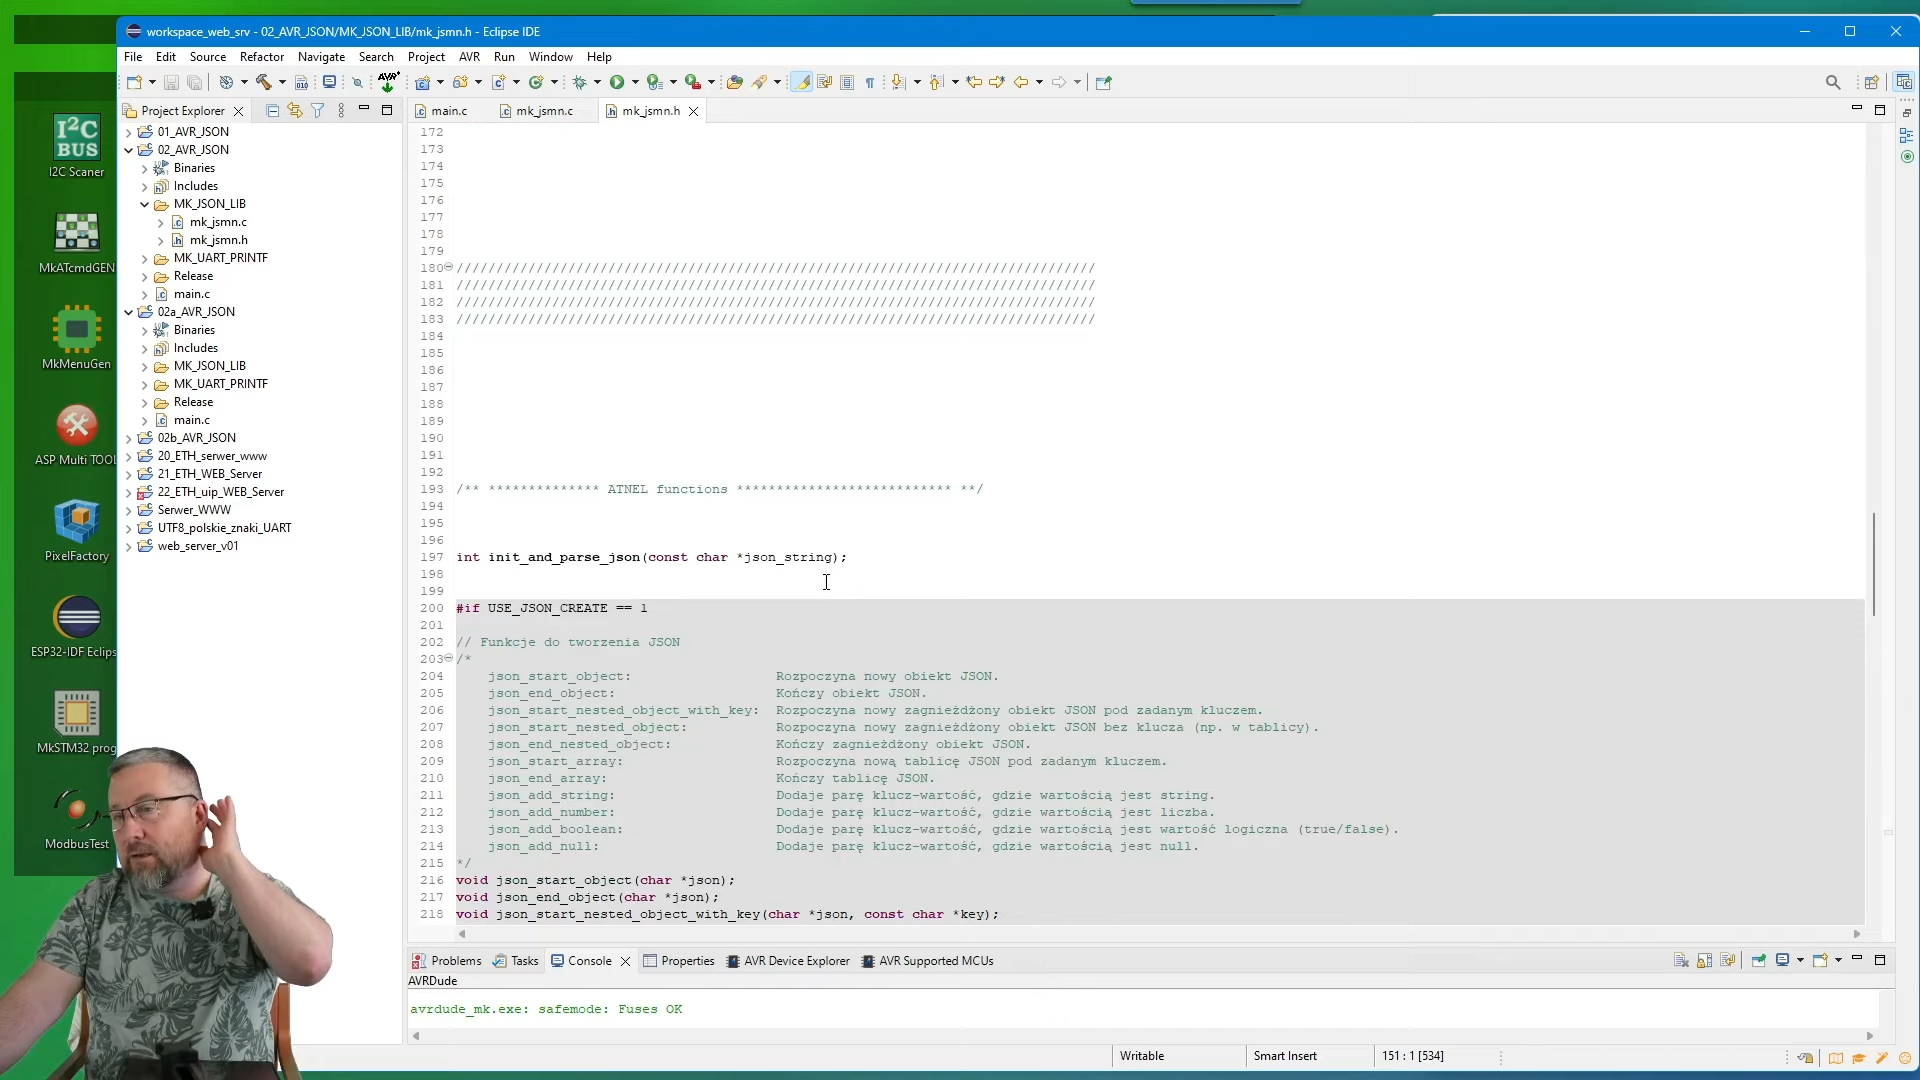 workspace_web_srv - 02_AVR_JSON/MK_JSON_LIB/mk_jsmn.h - Eclipse IDE
File Edit Source Refactor Navigate Search Project AVR Run Window Help
Project Explorer
main.c
mk_jsmn.c
mk_jsmn.h
I2C BUS
I2C Scaner
MkATcmdGEN
MkMenuGen
ASP Multi TOOL
PixelFactory
ESP32-IDF Eclips
MkSTM32 prog
ModbusTest
01_AVR_JSON
02_AVR_JSON
Binaries
Includes
MK_JSON_LIB
mk_jsmn.c
mk_jsmn.h
MK_UART_PRINTF
Release
main.c
02a_AVR_JSON
Binaries
Includes
MK_JSON_LIB
MK_UART_PRINTF
Release
main.c
02b_AVR_JSON
20_ETH_serwer_www
21_ETH_WEB_Server
22_ETH_uip_WEB_Server
Serwer_WWW
UTF8_polskie_znaki_UART
web_server_v01
172
173
174
175
176
177
178
179
180 ////////////////////////////////////////////////////////////////////////////////
181 ////////////////////////////////////////////////////////////////////////////////
182 ////////////////////////////////////////////////////////////////////////////////
183 ////////////////////////////////////////////////////////////////////////////////
184
185
186
187
188
189
190
191
192
193 /** ************** ATNEL functions *************************** **/
194
195
196
197 int init_and_parse_json(const char *json_string);
198
199
200 #if USE_JSON_CREATE == 1
201
202 // Funkcje do tworzenia JSON
203 /*
204 json_start_object: Rozpoczyna nowy obiekt JSON.
205 json_end_object: Kończy obiekt JSON.
206 json_start_nested_object_with_key: Rozpoczyna nowy zagnieżdżony obiekt JSON pod zadanym kluczem.
207 json_start_nested_object: Rozpoczyna nowy zagnieżdżony obiekt JSON bez klucza (np. w tablicy).
208 json_end_nested_object: Kończy zagnieżdżony obiekt JSON.
209 json_start_array: Rozpoczyna nową tablicę JSON pod zadanym kluczem.
210 json_end_array: Kończy tablicę JSON.
211 json_add_string: Dodaje parę klucz-wartość, gdzie wartością jest string.
212 json_add_number: Dodaje parę klucz-wartość, gdzie wartością jest liczba.
213 json_add_boolean: Dodaje parę klucz-wartość, gdzie wartością jest wartość logiczna (true/false).
214 json_add_null: Dodaje parę klucz-wartość, gdzie wartością jest null.
215 */
216 void json_start_object(char *json);
217 void json_end_object(char *json);
218 void json_start_nested_object_with_key(char *json, const char *key);
Problems Tasks Console Properties AVR Device Explorer AVR Supported MCUs
AVRDude
avrdude_mk.exe: safemode: Fuses OK
Writable Smart Insert 151 : 1 [534]